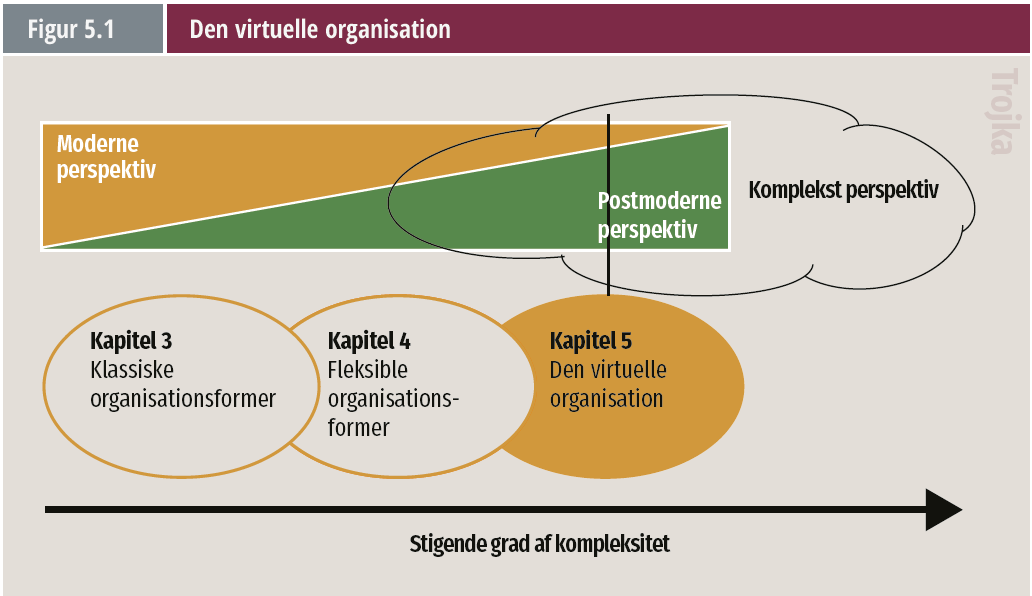 Figur 5.1
Den virtuelle organisation
Trojka
Moderne
perspektiv
Postmoderne
perspektiv
Komplekst perspektiv
Kapitel 3
Klassiske
organisationsformer
Kapitel 4
Fleksible
organisations-
former
Kapitel 5
Den virtuelle
organisation
Stigende grad af kompleksitet